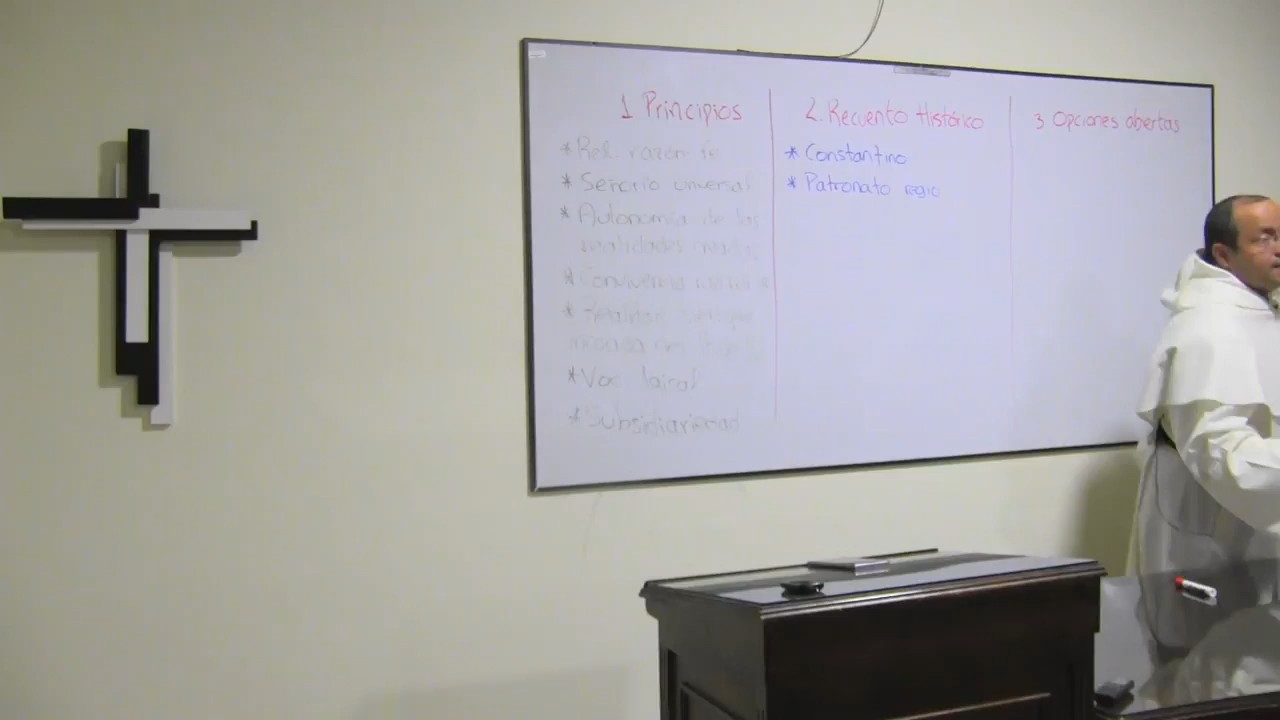 1 Principios
* Rel. razón fe
* Señorío universal
* Autonomía de las
realidades
*
*
* Voc. laical
* Subsidiariedad
2. Recuento Histórico
* Constantino
* Patronato regio
3 Opciones abertas